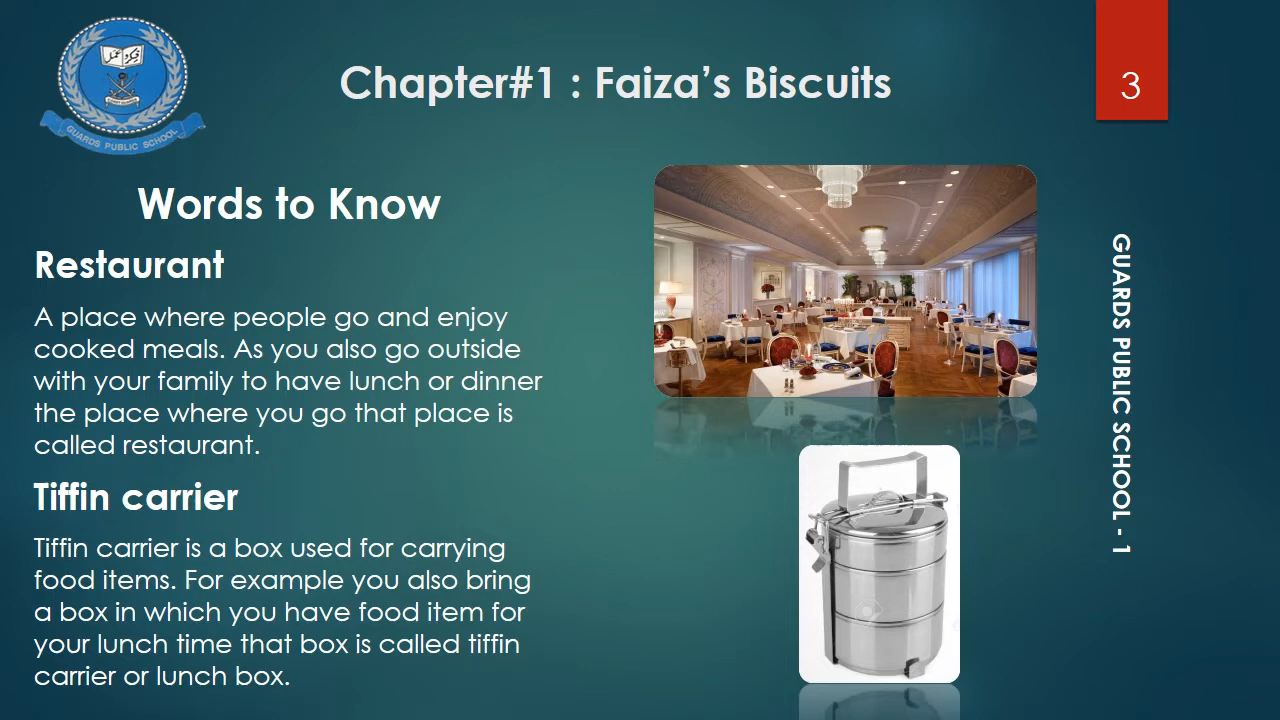 GUARDS PUBLIC SCHOOL
Chapter#1 : Faiza’s Biscuits
3
Words to Know
Restaurant
A place where people go and enjoy
cooked meals. As you also go outside
with your family to have lunch or dinner
the place where you go that place is
called restaurant.
Tiffin carrier
Tiffin carrier is a box used for carrying
food items. For example you also bring
a box in which you have food item for
your lunch time that box is called tiffin
carrier or lunch box.
GUARDS PUBLIC SCHOOL - 1